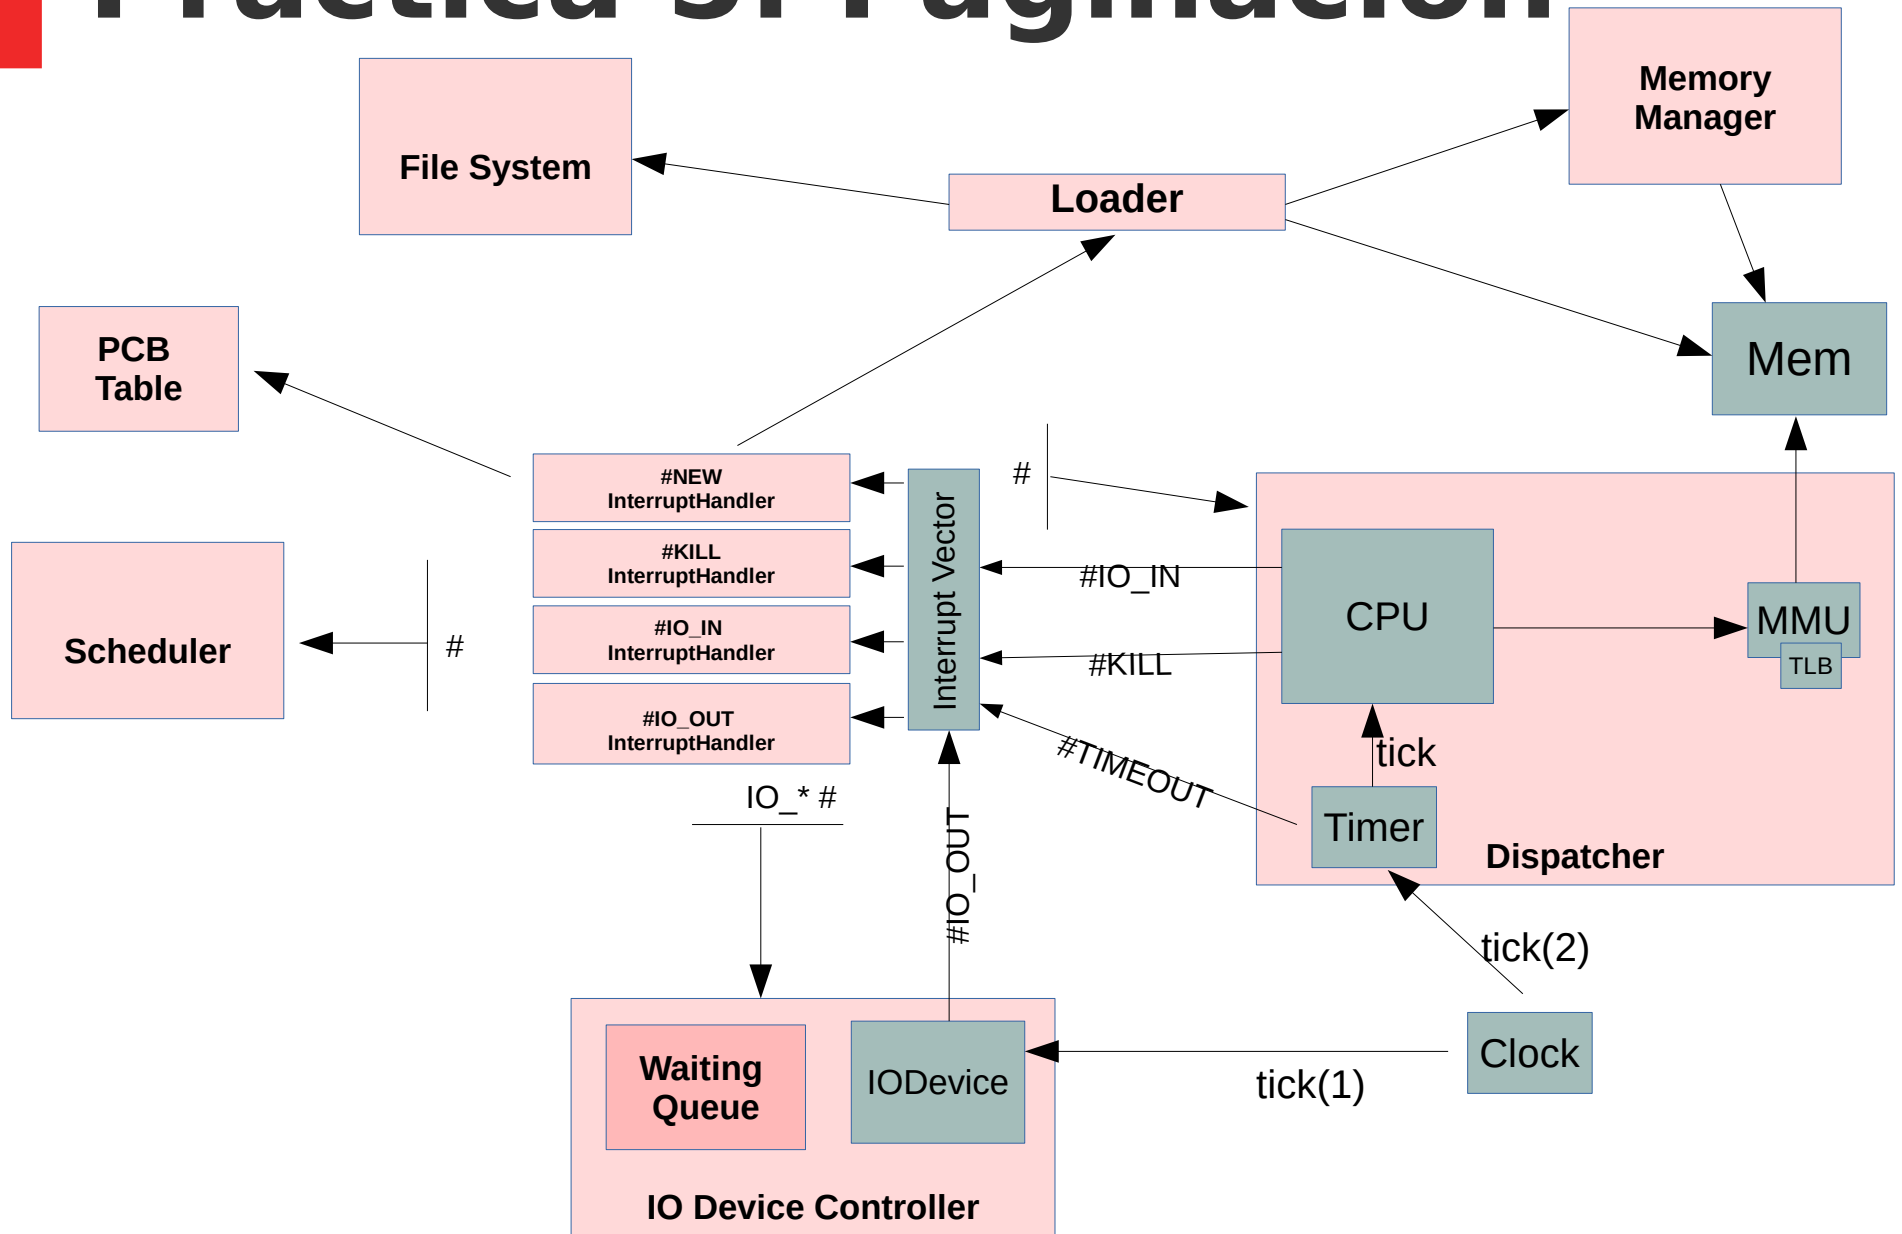 Práctica Paginación
Memory
Manager
File System
Loader
PCB
Table
Mem
#NEW
InterruptHandler
#
#KILL
InterruptHandler
Interrupt Vector
#IO_IN
CPU
MMU
TLB
Scheduler
#
#IO_IN
InterruptHandler
#KILL
#IO_OUT
InterruptHandler
#TIMEOUT
tick
Timer
Dispatcher
IO_* #
#IO_OUT
tick(2)
Waiting
Queue
IODevice
tick(1)
Clock
IO Device Controller